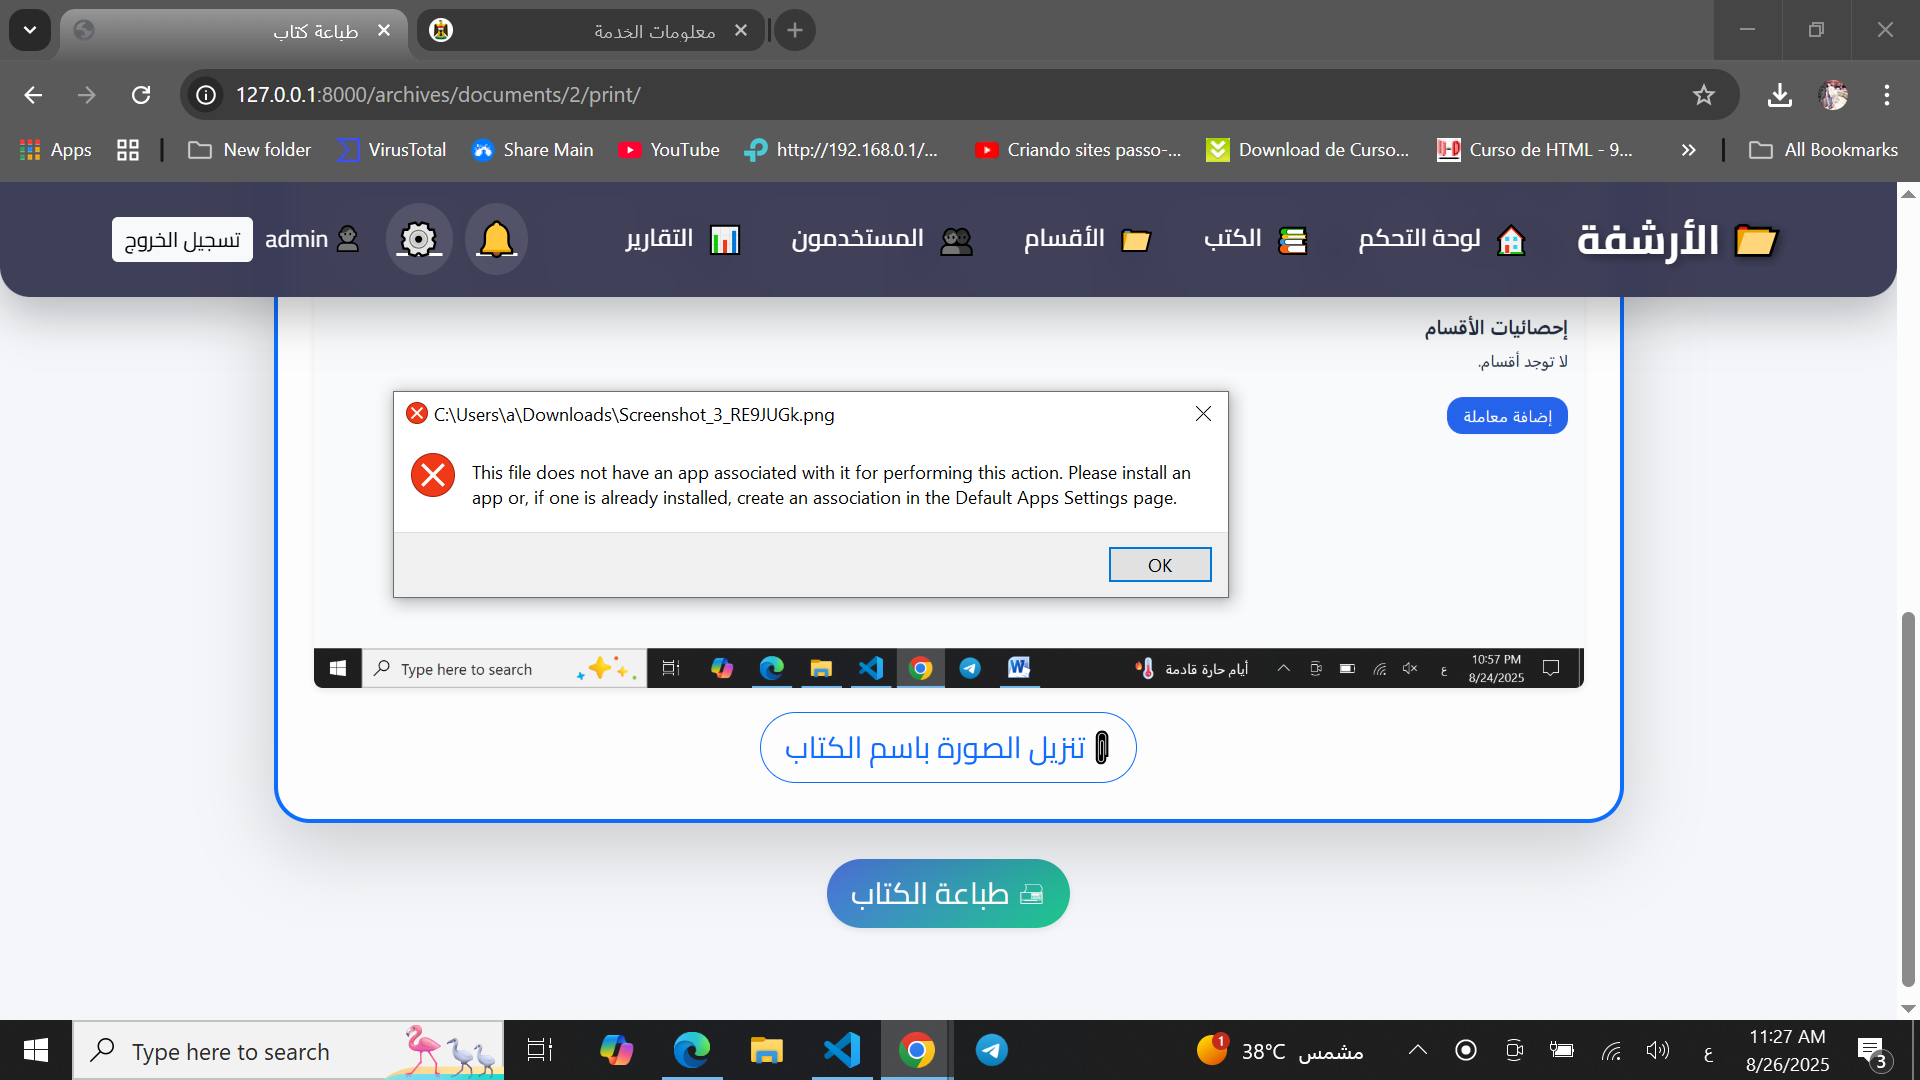 طباعة كتاب
معلومات الخدمة
127.0.0.1:8000/archives/documents/2/print/
Apps
New folder
VirusTotal
Share Main
YouTube
http://192.168.0.1/...
Criando sites passo-...
Download de Curso...
Curso de HTML - 9...
All Bookmarks
الأرشفة
لوحة التحكم
الكتب
الأقسام
المستخدمون
التقارير
admin
تسجيل الخروج
إحصائيات الأقسام
لا توجد أقسام.
إضافة معاملة
C:\Users\a\Downloads\Screenshot_3_RE9JUGk.png
This file does not have an app associated with it for performing this action. Please install an
app or, if one is already installed, create an association in the Default Apps Settings page.
OK
Type here to search
أيام حارة قادمة
ع
10:57 PM
8/24/2025
تنزيل الصورة باسم الكتاب
طباعة الكتاب
Type here to search
1
38°C مشمس
ع
11:27 AM
8/26/2025
3